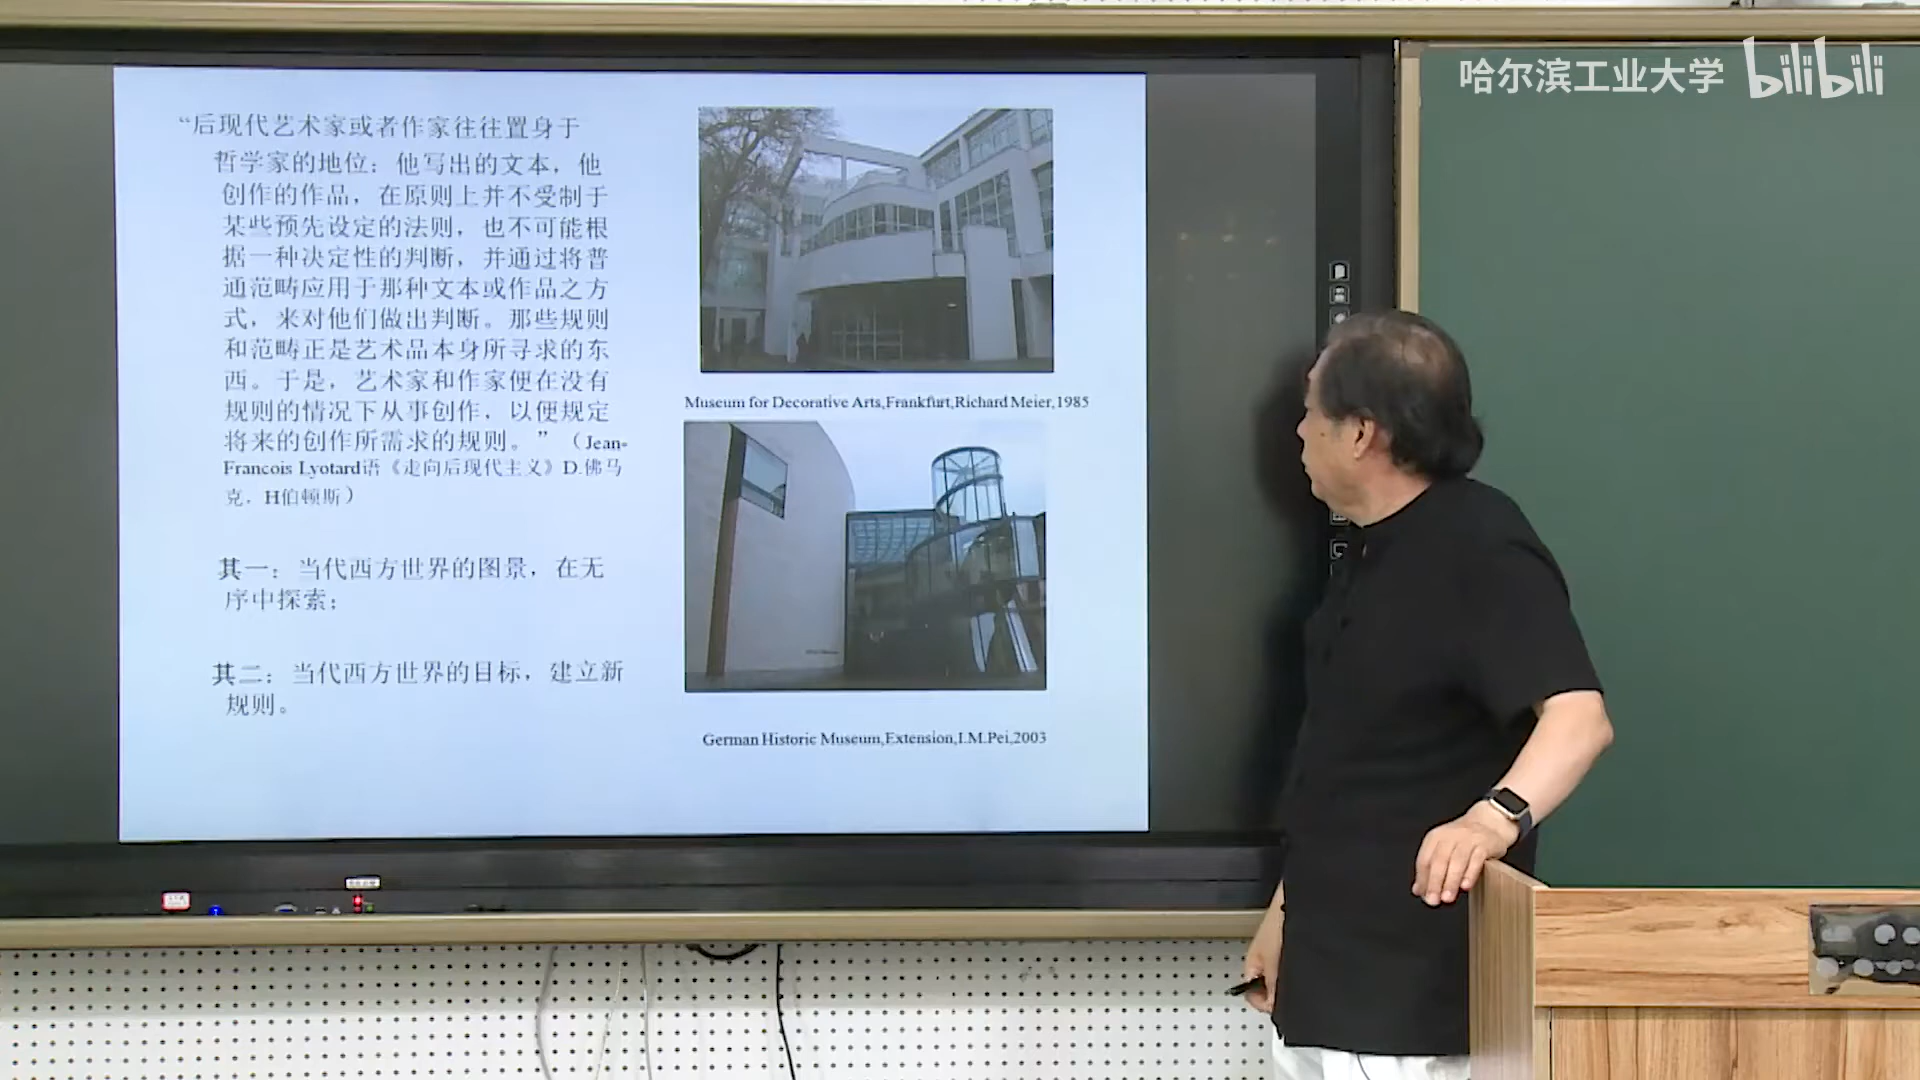 哈尔滨工业大学 bilibili
“后现代艺术家或者作家往往置身于
哲学家的地位：他写出的文本，他
创作的作品，在原则上并不受制于
某些预先设定的法则，也不可能根
据一种决定性的判断，并通过将普
通范畴应用于那种文本或作品之方
式，来对他们做出判断。那些规则
和范畴正是艺术品本身所寻求的东
西。于是，艺术家和作家便在没有
规则的情况下从事创作，以便规定
将来的创作所需求的规则。”（Jean-
Francois Lyotard语《走向后现代主义》D.佛马
克，H伯顿斯）
其一：当代西方世界的图景，在无
序中探索；
其二：当代西方世界的目标，建立新
规则。
Museum for Decorative Arts,Frankfurt,Richard Meier,1985
German Historic Museum,Extension,I.M.Pei,2003